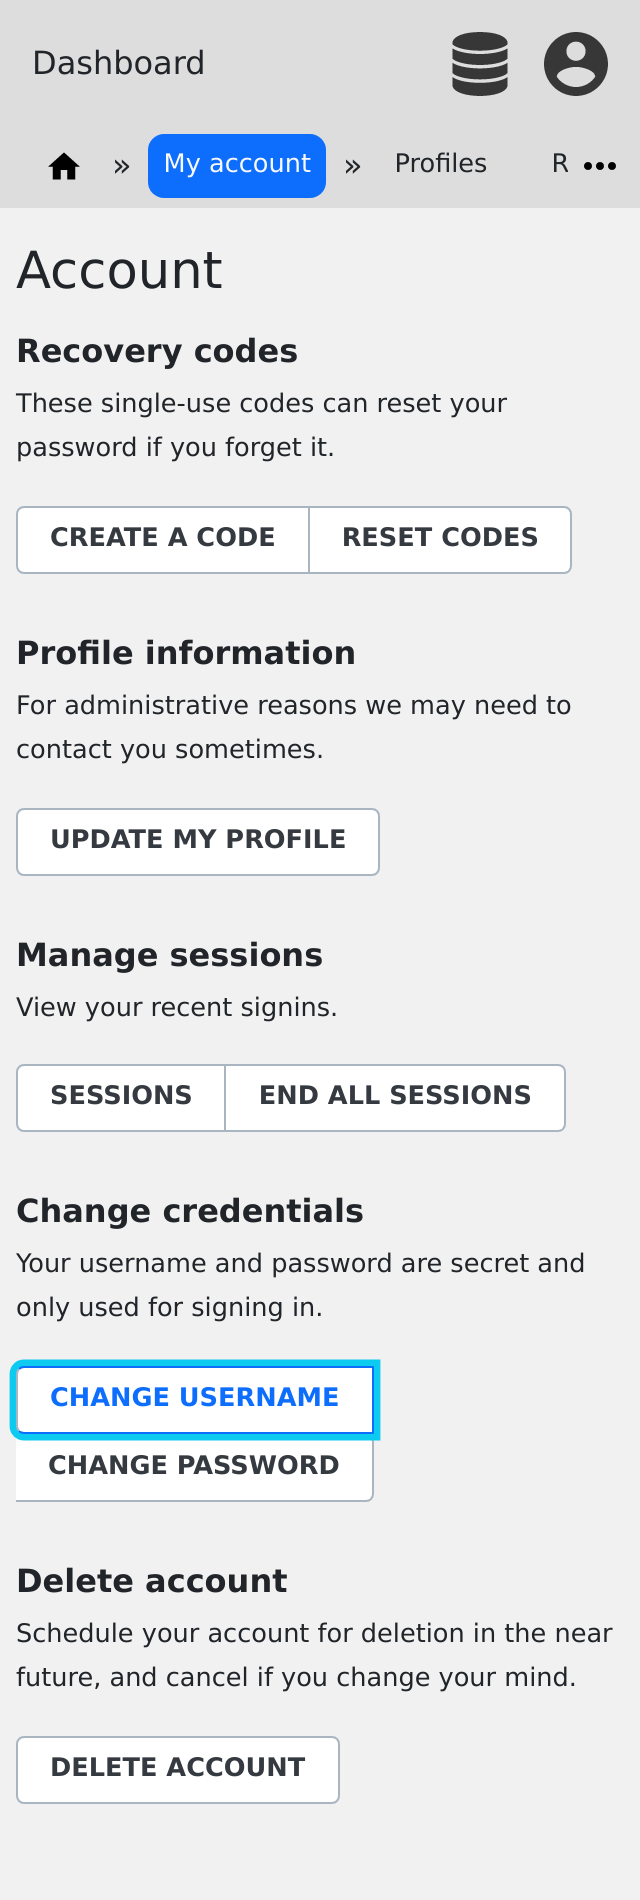 Dashboard
» My account » Profiles R
Account
Recovery codes
These single-use codes can reset your
password if you forget it.
CREATE A CODE RESET CODES
Profile information
For administrative reasons we may need to
contact you sometimes.
UPDATE MY PROFILE
Manage sessions
View your recent signins.
SESSIONS END ALL SESSIONS
Change credentials
Your username and password are secret and
only used for signing in.
CHANGE USERNAME
CHANGE PASSWORD
Delete account
Schedule your account for deletion in the near
future, and cancel if you change your mind.
DELETE ACCOUNT